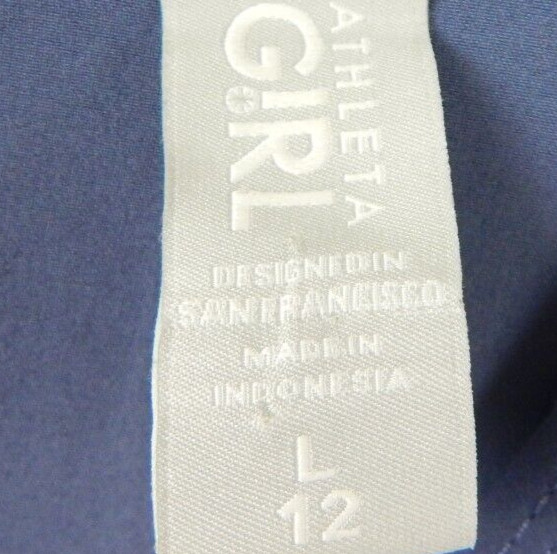 ATHLETA
GIRL
DESIGNED IN
SAN FRANCISCO
MADE IN
INDONESIA
L
12